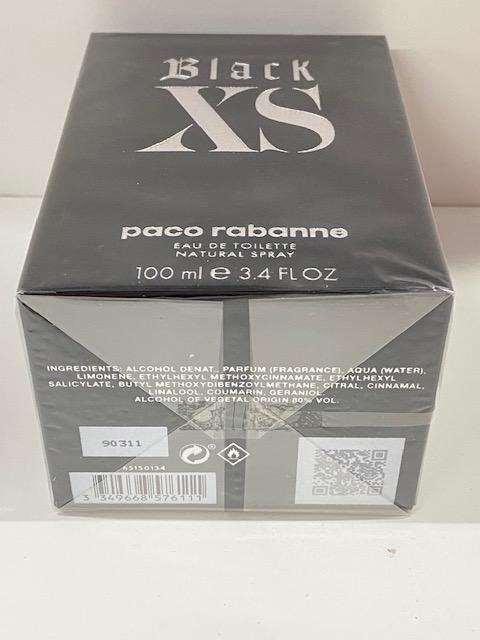 Black
XS
paco rabanne
EAU DE TOILETTE
NATURAL SPRAY
100 ml e 3.4 FL OZ
INGREDIENTS: ALCOHOL DENAT., PARFUM (FRAGRANCE), AQUA (WATER),
LIMONENE, ETHYLHEXYL METHOXYCINNAMATE, ETHYLHEXYL
SALICYLATE, BUTYL METHOXYDIBENZOYLMETHANE, CITRAL, CINNAMAL,
LINALOOL, COUMARIN, GERANIOL.
ALCOHOL OF VEGETAL ORIGIN 80% VOL.
90311
65150134
3 349668 576111